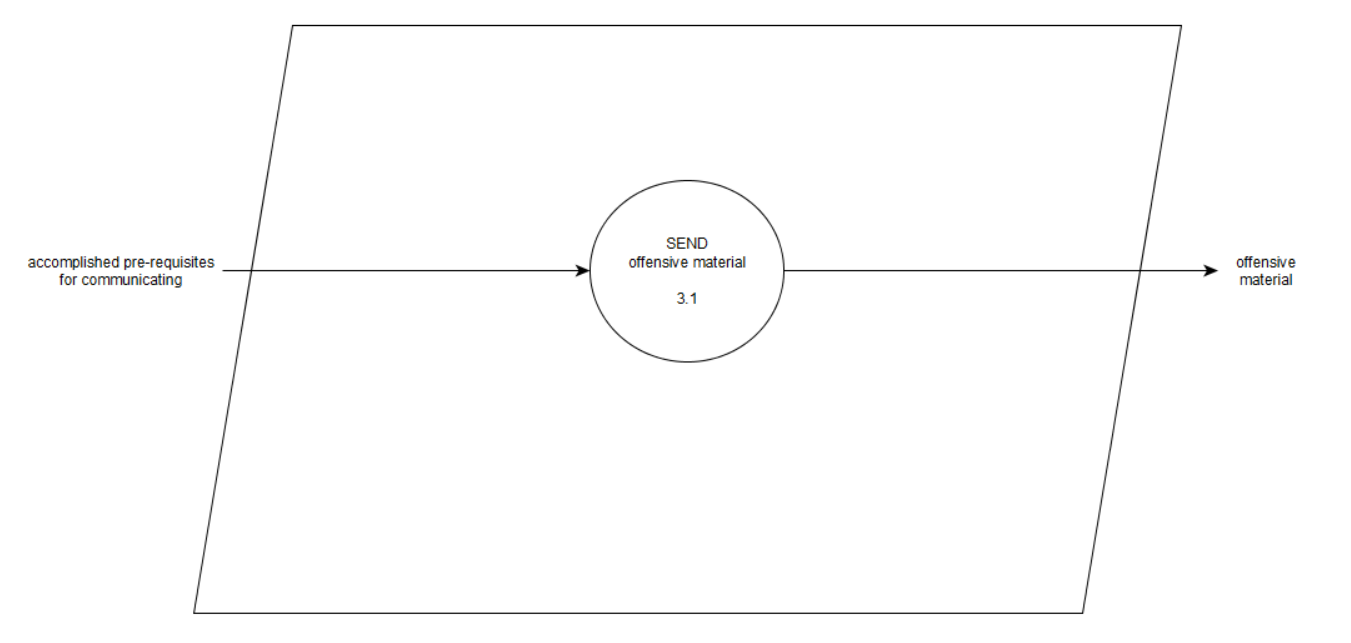 SEND
offensive material
3.1
accomplished pre-requisites
for communicating
offensive
material